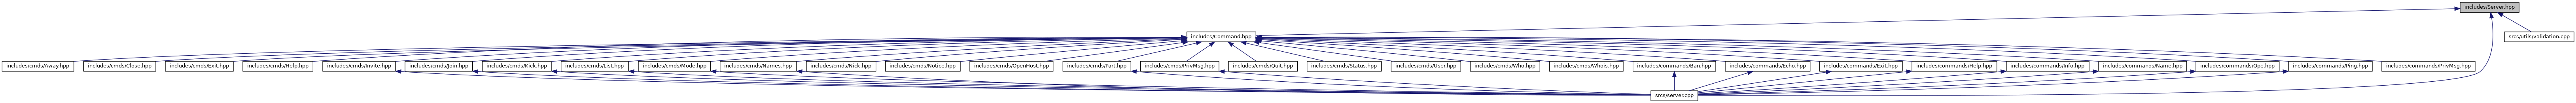 includes/Server.hpp
includes/Command.hpp
srcs/utils/validation.cpp
includes/cmds/Away.hpp
includes/cmds/Close.hpp
includes/cmds/Exit.hpp
includes/cmds/Help.hpp
includes/cmds/Invite.hpp
includes/cmds/Join.hpp
includes/cmds/Kick.hpp
includes/cmds/List.hpp
includes/cmds/Mode.hpp
includes/cmds/Names.hpp
includes/cmds/Nick.hpp
includes/cmds/Notice.hpp
includes/cmds/OpenHost.hpp
includes/cmds/Part.hpp
includes/cmds/PrivMsg.hpp
includes/cmds/Quit.hpp
includes/cmds/Status.hpp
includes/cmds/User.hpp
includes/cmds/Who.hpp
includes/cmds/Whois.hpp
includes/commands/Ban.hpp
includes/commands/Echo.hpp
includes/commands/Exit.hpp
includes/commands/Help.hpp
includes/commands/Info.hpp
includes/commands/Name.hpp
includes/commands/Ope.hpp
includes/commands/Ping.hpp
includes/commands/PrivMsg.hpp
srcs/server.cpp